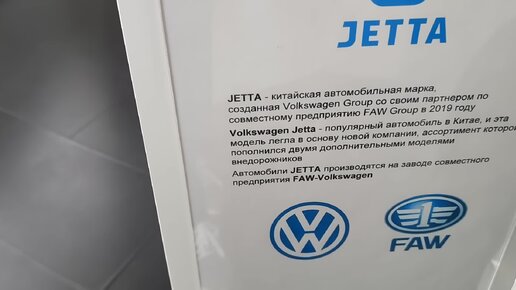 JETTA
JETTA - китайская автомобильная марка,
созданная Volkswagen Group со своим партнером по
совместному предприятию FAW Group в 2019 году
Volkswagen Jetta - популярный автомобиль в Китае, и эта
модель легла в основу новой компании, ассортимент которой
пополнился двумя дополнительными моделями
внедорожников
Автомобили JETTA производятся на заводе совместного
предприятия FAW-Volkswagen
VW
1
FAW